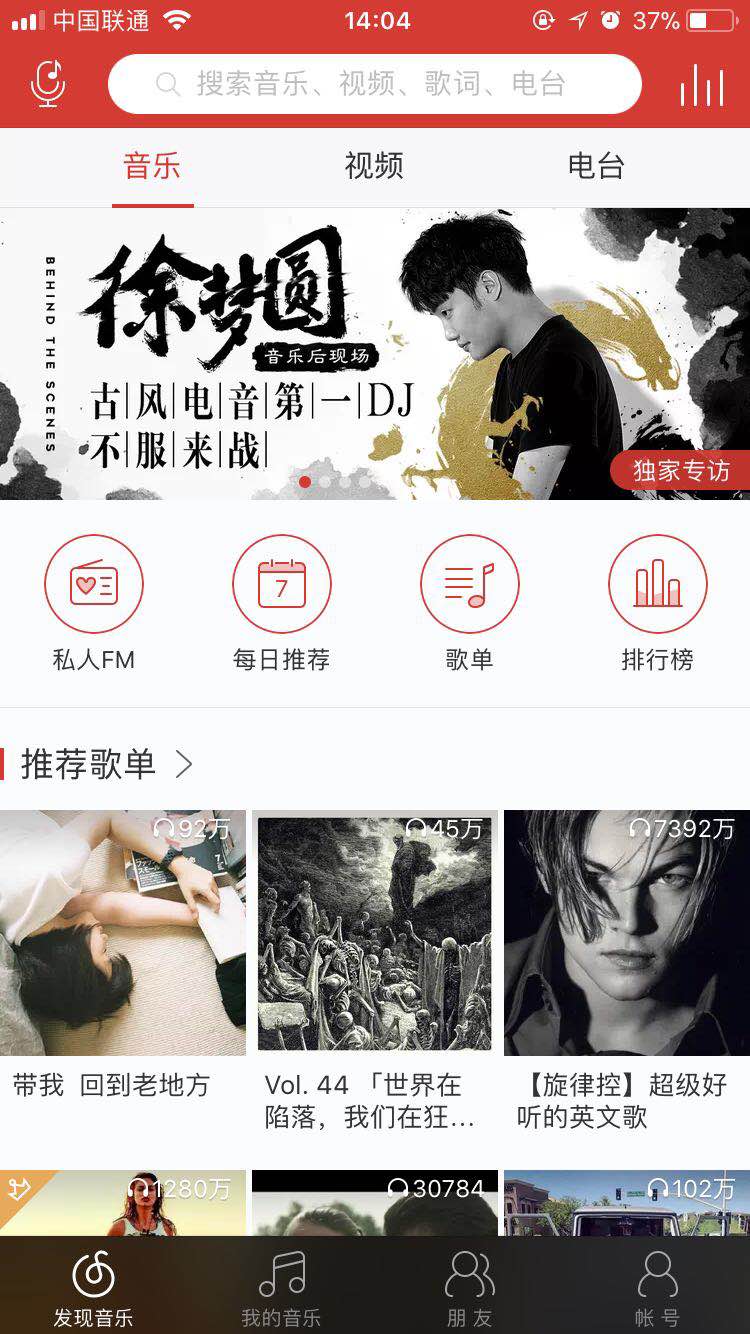 中国联通
14:04
37%
搜索音乐、视频、歌词、电台
音乐
视频
电台
BEHIND THE SCENES
徐梦圆
音乐后现场
古风电音第一DJ
不服来战
独家专访
7
私人FM
每日推荐
歌单
排行榜
推荐歌单
92万
45万
7392万
带我 回到老地方
Vol. 44 「世界在
陷落，我们在狂...
【旋律控】超级好
听的英文歌
1280万
30784
102万
发现音乐
我的音乐
朋友
帐号